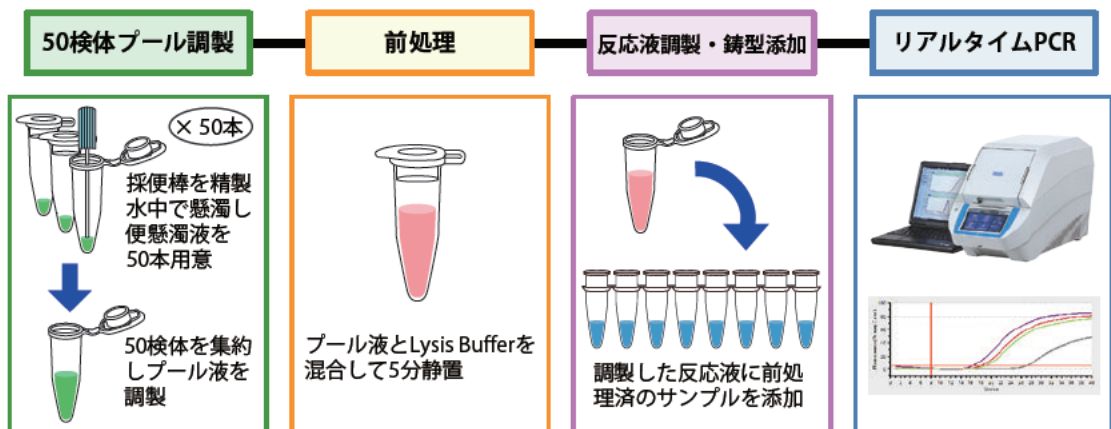 50検体プール調製
前処理
反応液調製・鋳型添加
リアルタイムPCR
× 50本
採便棒を精製
水中で懸濁し
便懸濁液を
50本用意
50検体を集約
しプール液を
調製
プール液とLysis Bufferを
混合して5分静置
調製した反応液に前処
理済のサンプルを添加